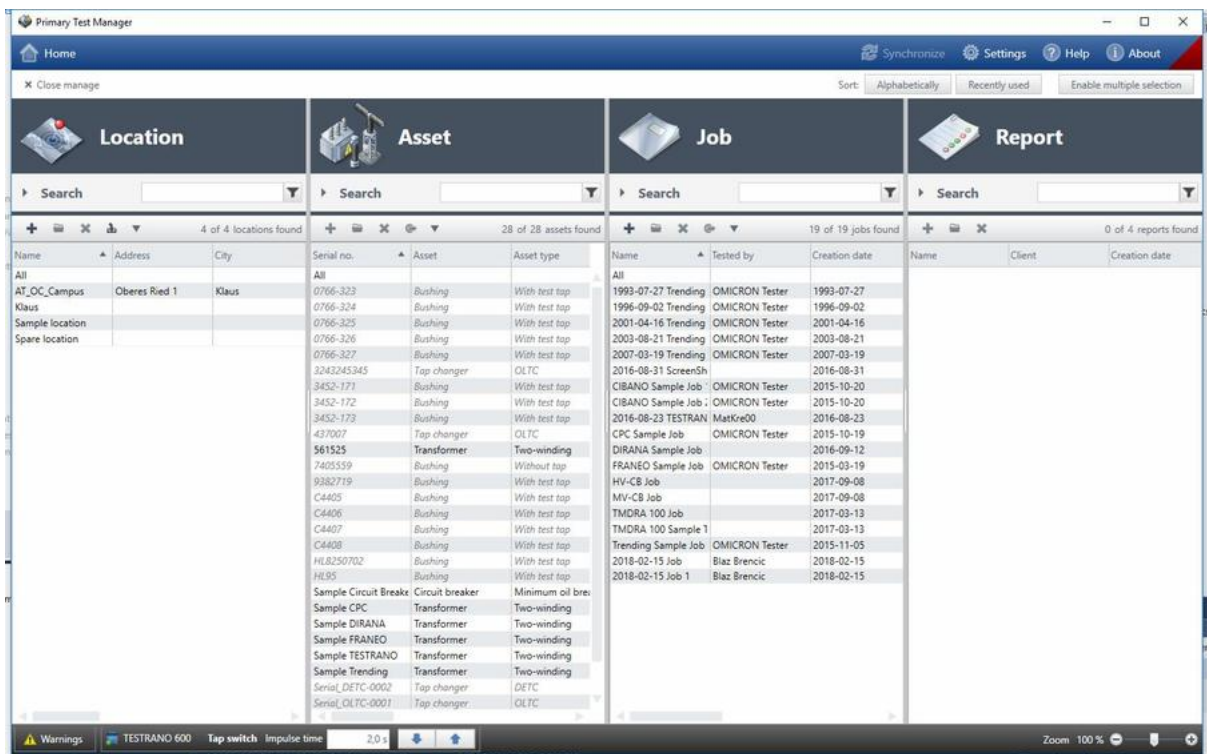 Primary Test Manager
Home
Synchronize Settings Help About
Close manage
Sort: Alphabetically Recently used Enable multiple selection
Location Asset Job Report
Search Search Search Search
4 of 4 locations found
28 of 28 assets found
19 of 19 jobs found
0 of 4 reports found
Name Address City
All
AT_OC_Campus Oberes Ried 1 Klaus
Klaus
Sample location
Spare location
Serial no. Asset Asset type
All
0766-323 Bushing With test tap
0766-324 Bushing With test tap
0766-325 Bushing With test tap
0766-326 Bushing With test tap
0766-327 Bushing With test tap
3243245345 Tap changer OLTC
3452-171 Bushing With test tap
3452-172 Bushing With test tap
3452-173 Bushing With test tap
437007 Tap changer OLTC
561525 Transformer Two-winding
7405559 Bushing Without tap
9382719 Bushing With test tap
C4405 Bushing With test tap
C4406 Bushing With test tap
C4407 Bushing With test tap
C4408 Bushing With test tap
HL8250702 Bushing With test tap
HL95 Bushing With test tap
Sample Circuit Breake Circuit breaker Minimum oil brea
Sample CPC Transformer Two-winding
Sample DIRANA Transformer Two-winding
Sample FRANEO Transformer Two-winding
Sample TESTRANO Transformer Two-winding
Sample Trending Transformer Two-winding
Serial_DETC-0002 Tap changer DETC
Serial_OLTC-0001 Tap changer OLTC
Name Tested by Creation date
All
1993-07-27 Trending OMICRON Tester 1993-07-27
1996-09-02 Trending OMICRON Tester 1996-09-02
2001-04-16 Trending OMICRON Tester 2001-04-16
2003-08-21 Trending OMICRON Tester 2003-08-21
2007-03-19 Trending OMICRON Tester 2007-03-19
2016-08-31 ScreenSh 2016-08-31
CIBANO Sample Job OMICRON Tester 2015-10-20
CIBANO Sample Job OMICRON Tester 2015-10-20
2016-08-23 TESTRAN MatKre00 2016-08-23
CPC Sample Job OMICRON Tester 2015-10-19
DIRANA Sample Job 2016-09-12
FRANEO Sample Job OMICRON Tester 2015-03-19
HV-CB Job 2017-09-08
MV-CB Job 2017-09-08
TMDRA 100 Job 2017-03-13
TMDRA 100 Sample 2017-03-13
Trending Sample Job OMICRON Tester 2015-11-05
2018-02-15 Job Blaz Brencic 2018-02-15
2018-02-15 Job 1 Blaz Brencic 2018-02-15
Name Client Creation date
Warnings TESTRANO 600 Tap switch Impulse time 2,0 s Zoom 100 %